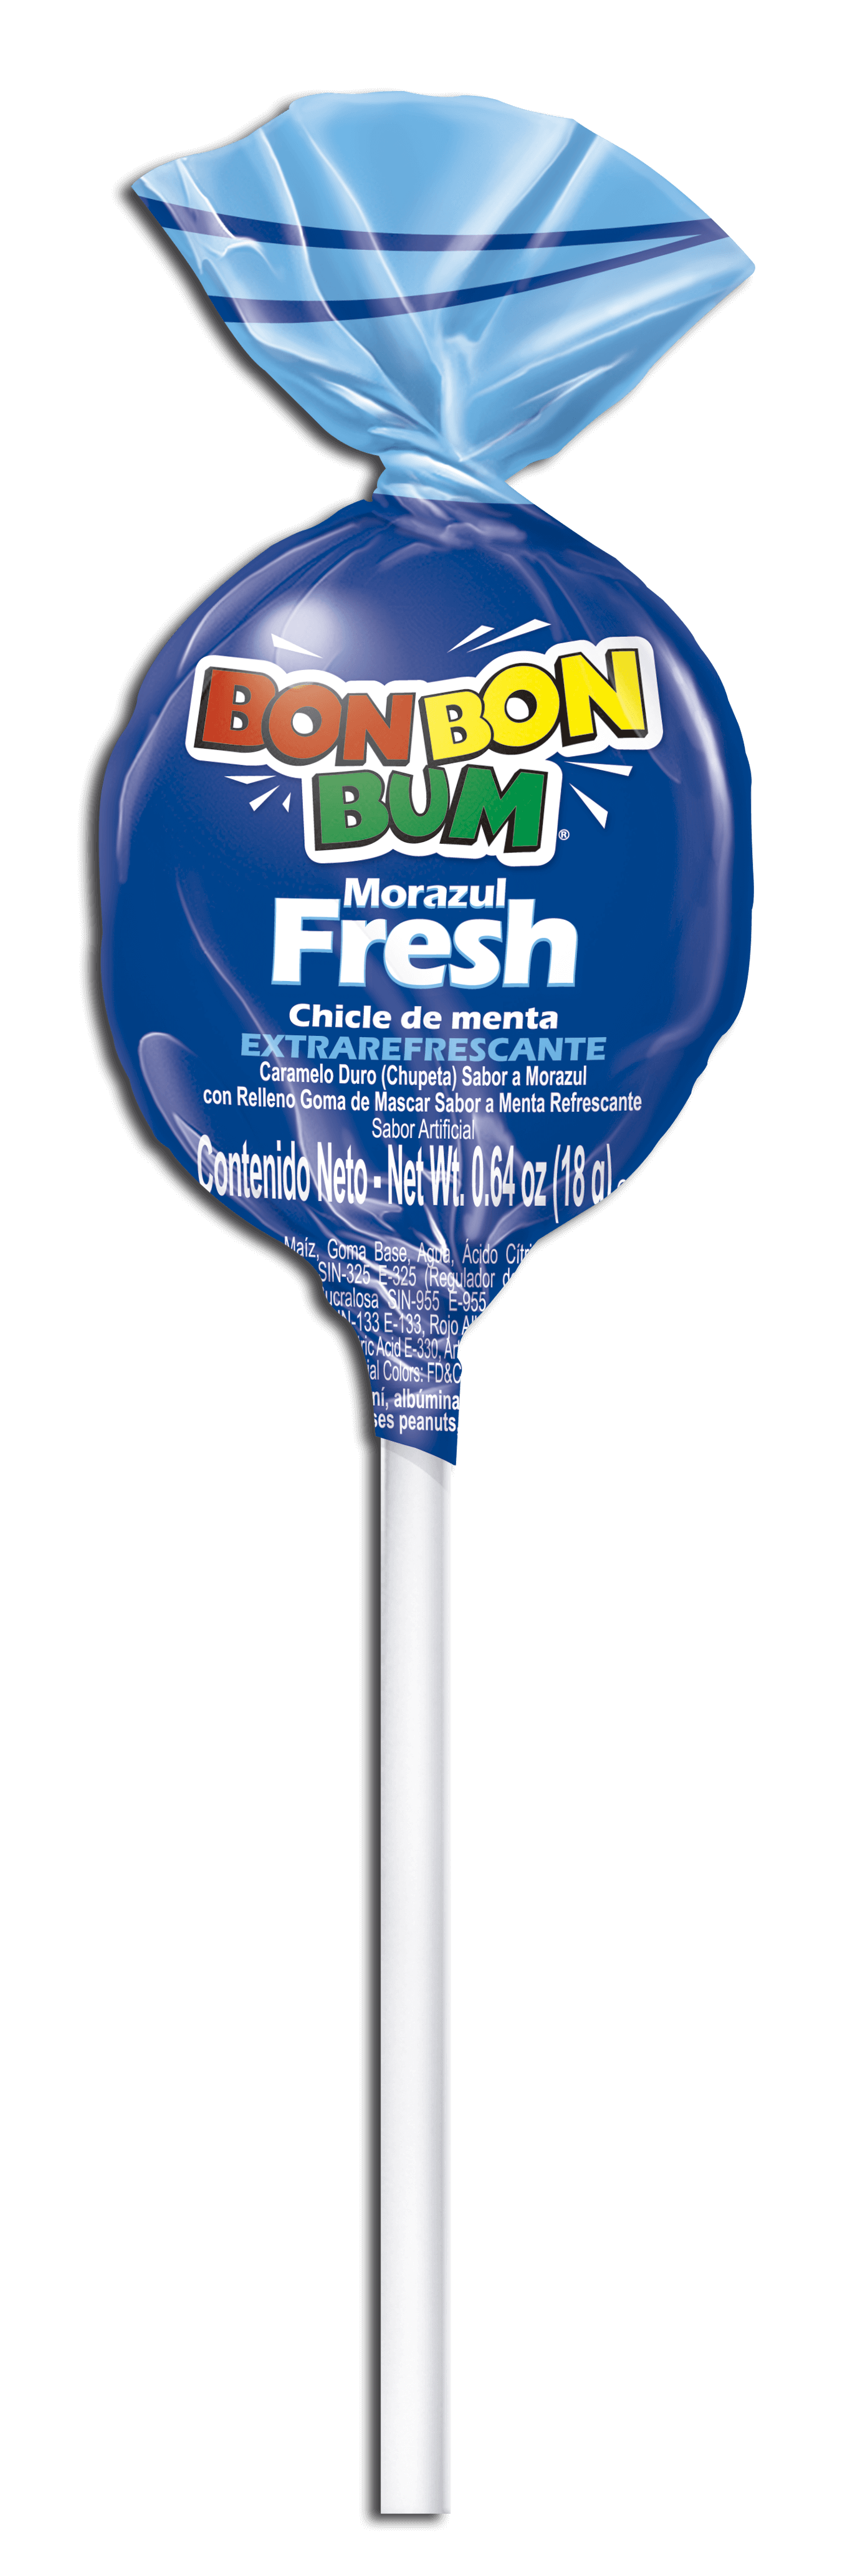 BON BON
BUM®
Morazul
Fresh
Chicle de menta
EXTRAREFRESCANTE
Caramelo Duro (Chupeta) Sabor a Morazul
con Relleno Goma de Mascar Sabor a Menta Refrescante
Sabor Artificial
Contenido Neto - Net Wt. 0.64 oz (18 g)
Maíz, Goma Base, Agua, Ácido Cítri
SIN-325 E-325 (Regulador d
ucralosa SIN-955 E-955
N-133 E-133, Rojo Al
ric Acid E-330, Art
ial Colors: FD&C
ní, albúmina
ses peanuts,